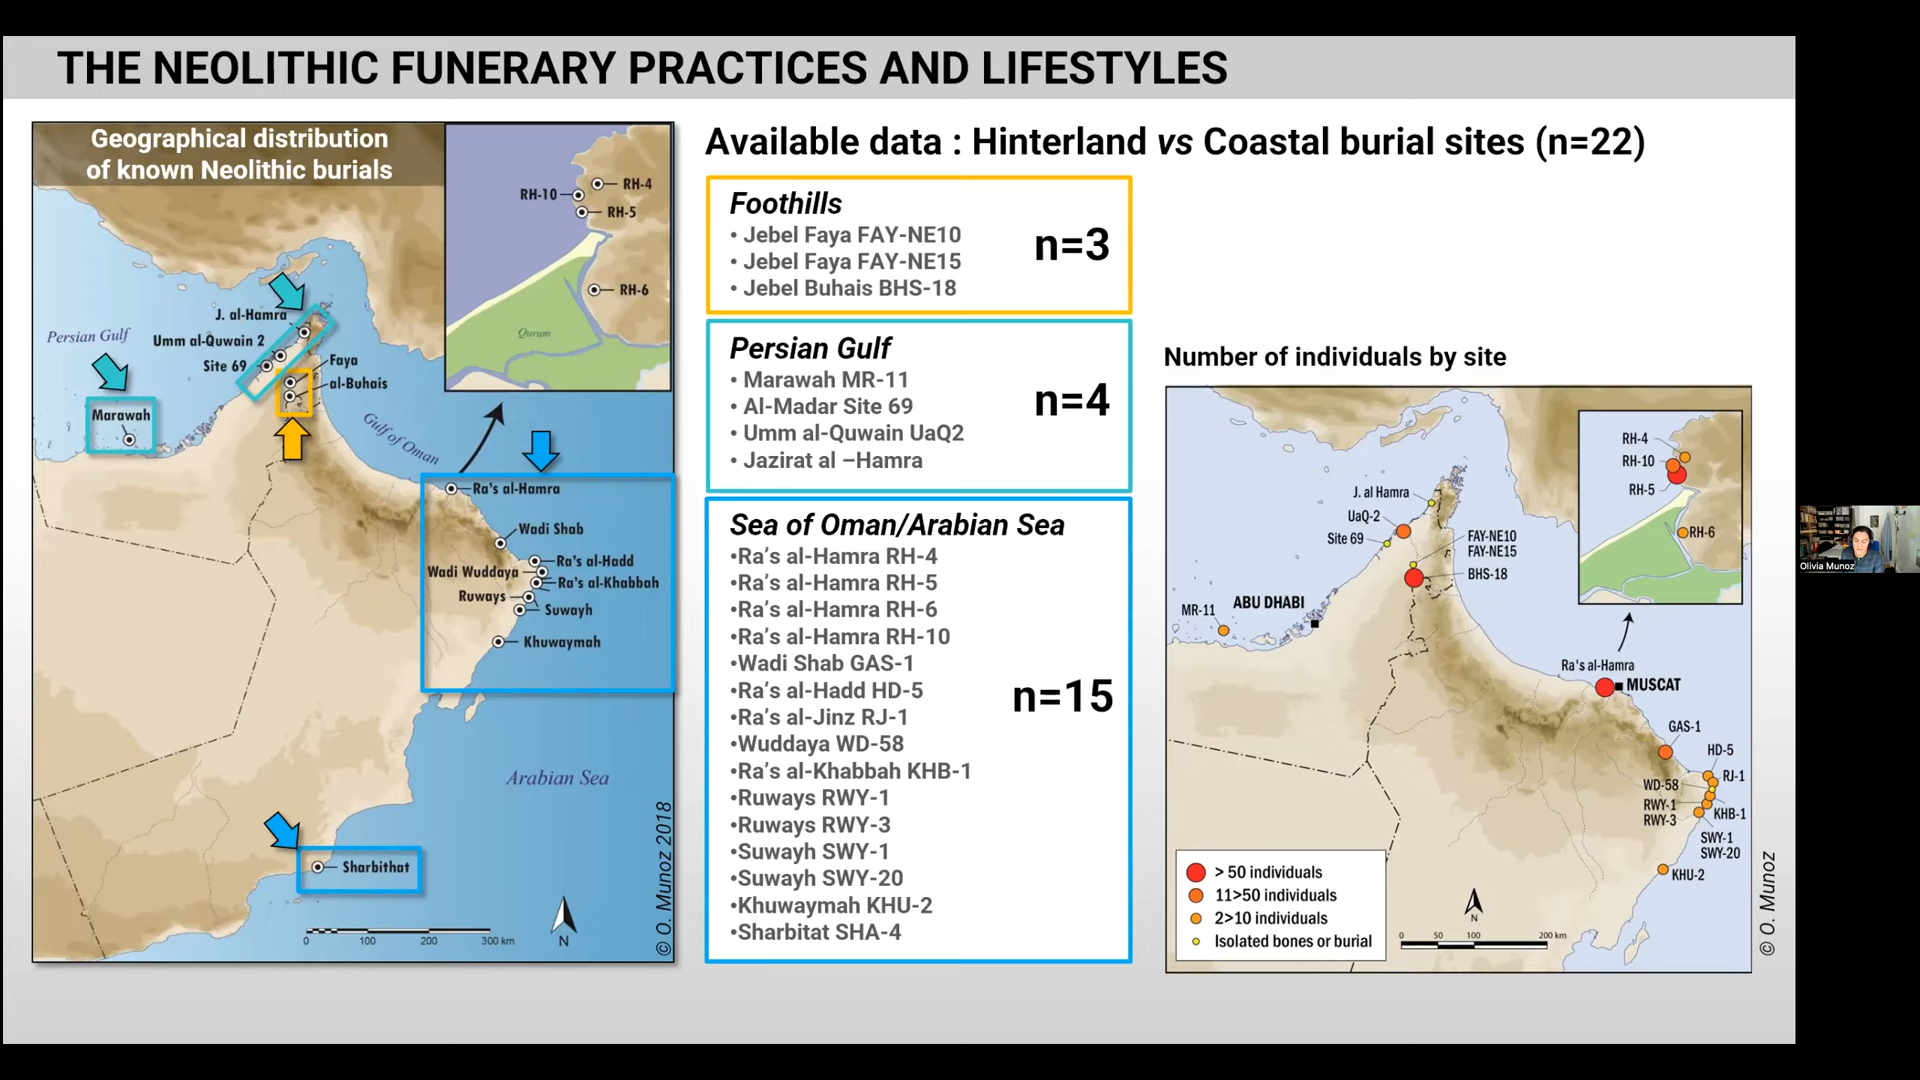 THE NEOLITHIC FUNERARY PRACTICES AND LIFESTYLES
Geographical distribution
of known Neolithic burials
RH-4
RH-10
RH-5
RH-6
Qurum
J. al-Hamra
Persian Gulf
Umm al-Quwain 2
Site 69
Faya
al-Buhais
Marawah
Gulf of Oman
Ra's al-Hamra
Wadi Shab
Ra's al-Hadd
Wadi Wuddaya
Ra's al-Khabbah
Ruways
Suwayh
Khuwaymah
Arabian Sea
Sharbithat
0 100 200 300 km
N
© O. Munoz 2018
Available data : Hinterland vs Coastal burial sites (n=22)
Foothills
• Jebel Faya FAY-NE10
• Jebel Faya FAY-NE15
• Jebel Buhais BHS-18
n=3
Persian Gulf
• Marawah MR-11
• Al-Madar Site 69
• Umm al-Quwain UaQ2
• Jazirat al –Hamra
n=4
Sea of Oman/Arabian Sea
•Ra's al-Hamra RH-4
•Ra's al-Hamra RH-5
•Ra's al-Hamra RH-6
•Ra's al-Hamra RH-10
•Wadi Shab GAS-1
•Ra's al-Hadd HD-5
•Ra's al-Jinz RJ-1
•Wuddaya WD-58
•Ra's al-Khabbah KHB-1
•Ruways RWY-1
•Ruways RWY-3
•Suwayh SWY-1
•Suwayh SWY-20
•Khuwaymah KHU-2
•Sharbitat SHA-4
n=15
Number of individuals by site
RH-4
RH-10
RH-5
RH-6
J. al Hamra
UaQ-2
Site 69
FAY-NE10
FAY-NE15
BHS-18
MR-11
ABU DHABI
Ra's al-Hamra
MUSCAT
GAS-1
HD-5
RJ-1
WD-58
RWY-1
RWY-3
KHB-1
SWY-1
SWY-20
KHU-2
> 50 individuals
11>50 individuals
2>10 individuals
Isolated bones or burial
N
0 50 100 200 km
© O. Munoz
Olivia Munoz